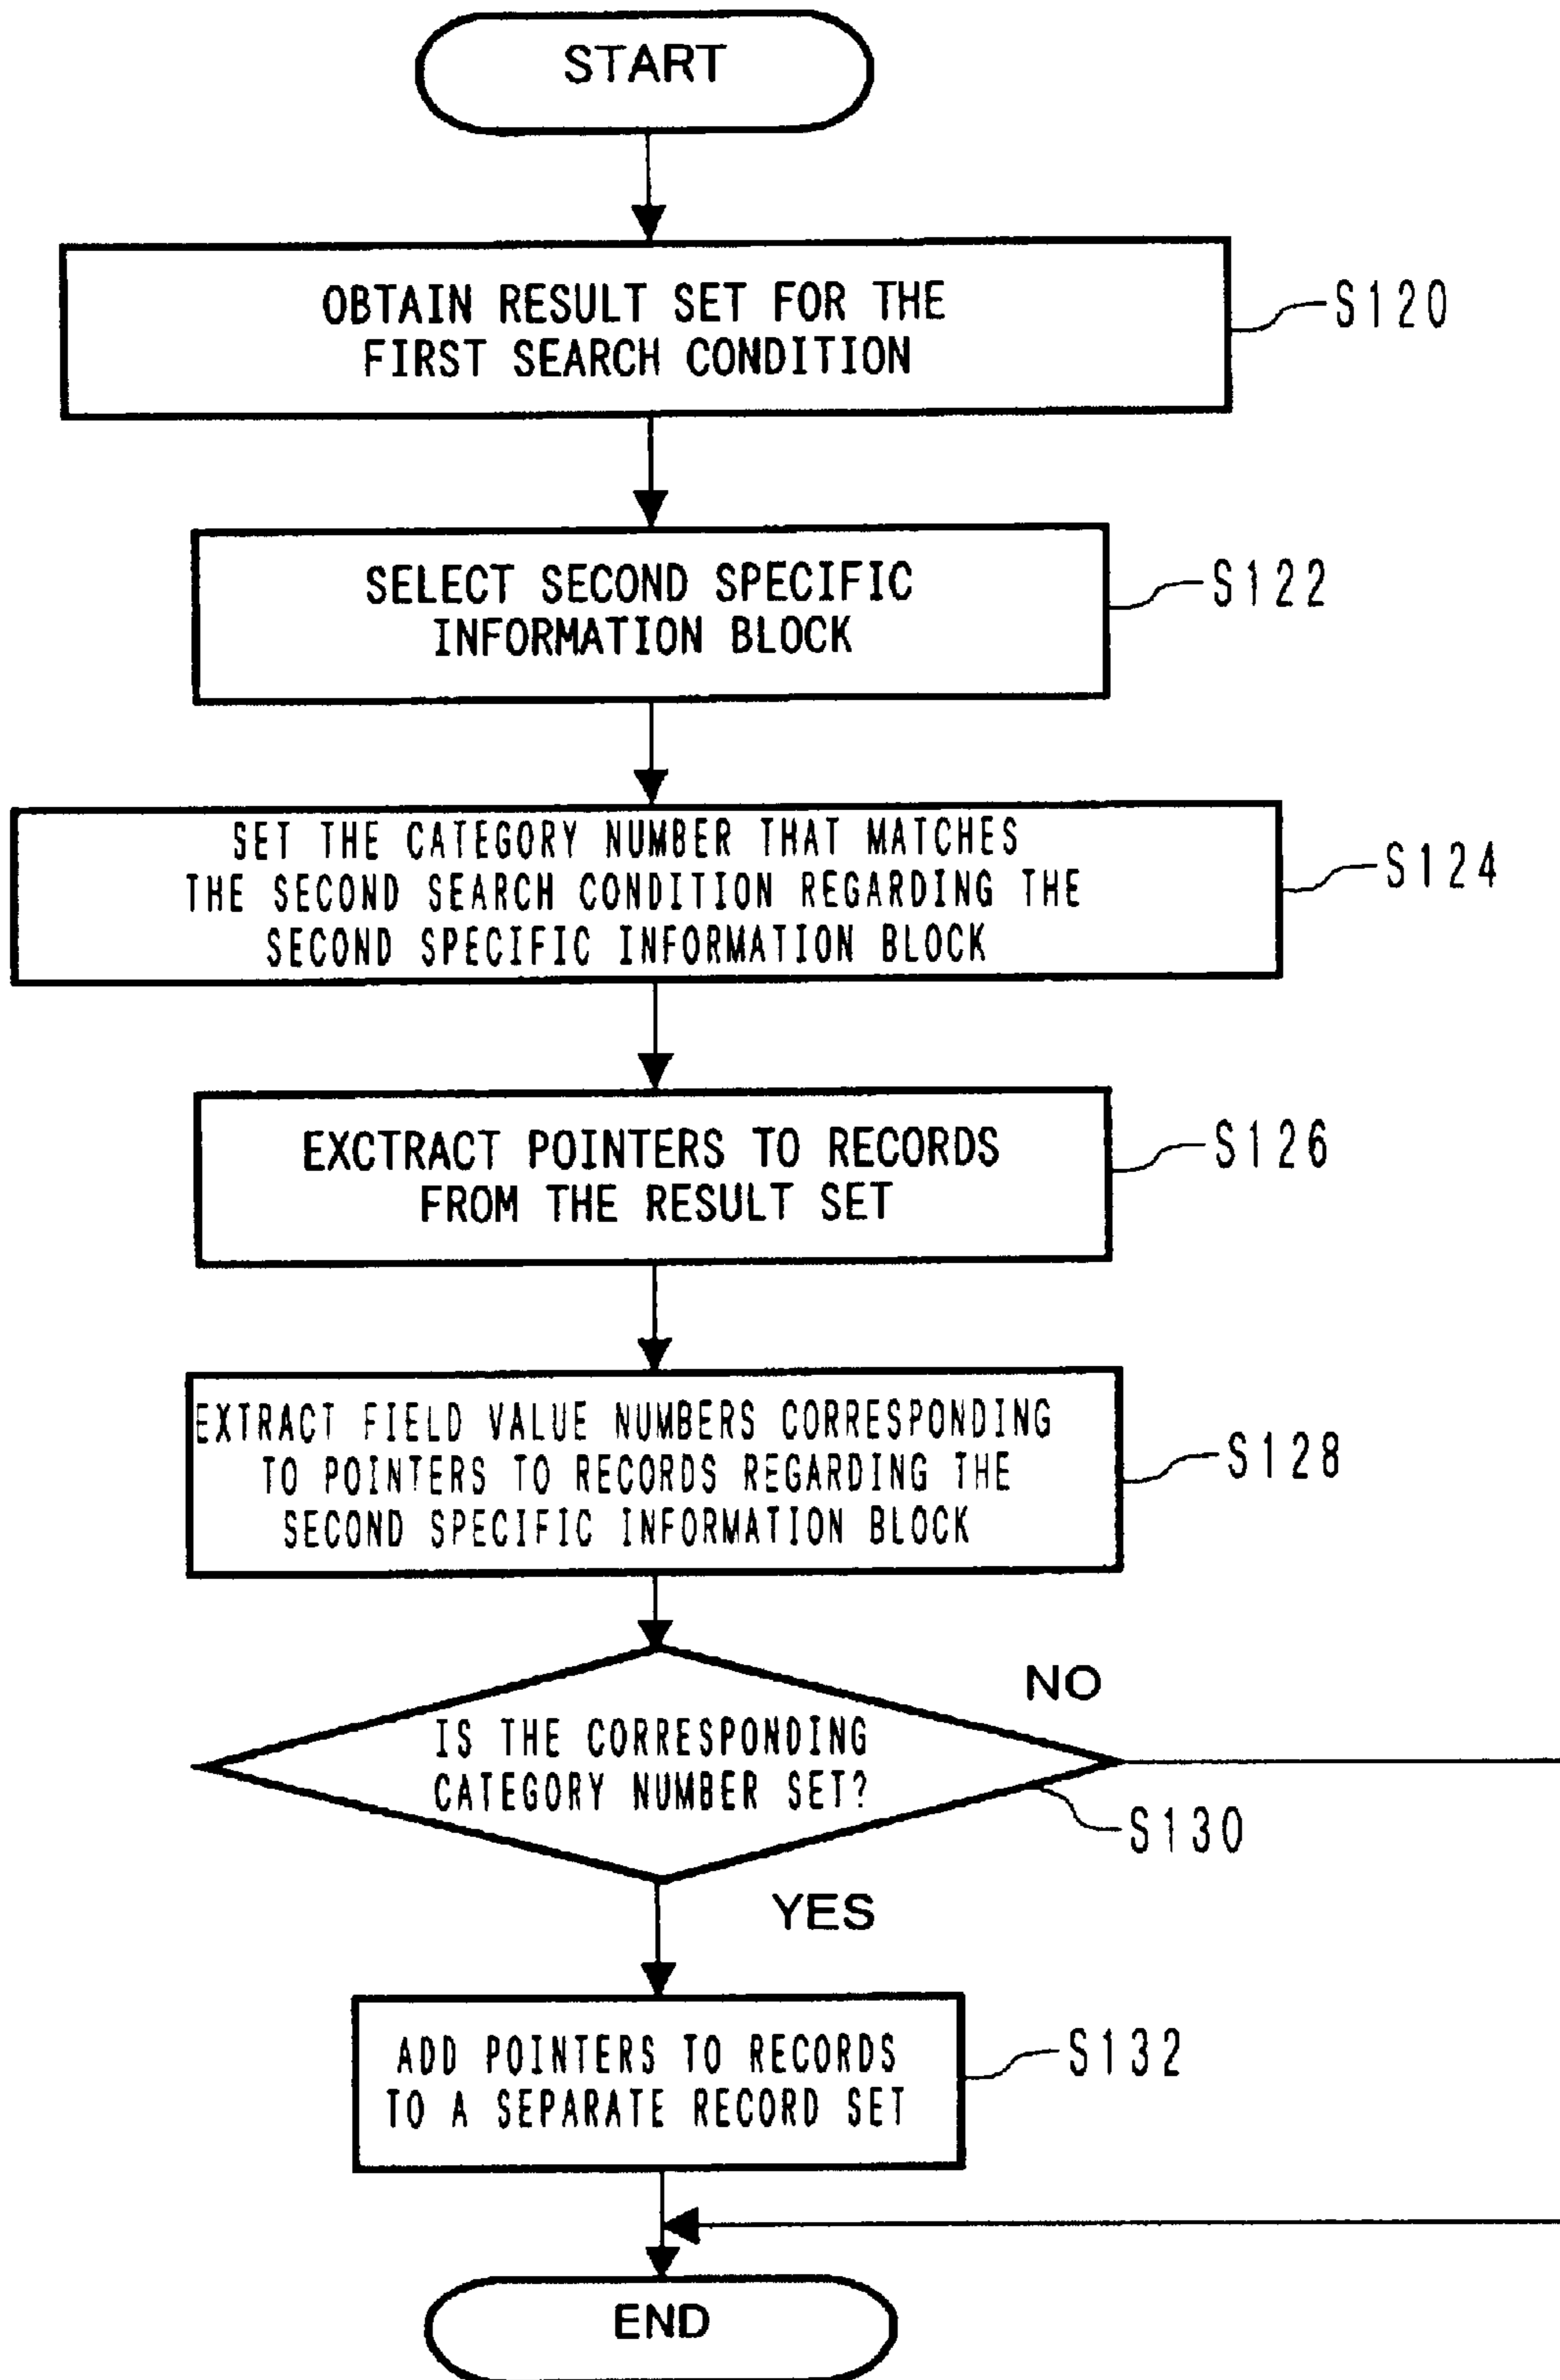 START
OBTAIN RESULT SET FOR THE
FIRST SEARCH CONDITION
S120
SELECT SECOND SPECIFIC
INFORMATION BLOCK
S122
SET THE CATEGORY NUMBER THAT MATCHES
THE SECOND SEARCH CONDITION REGARDING THE
SECOND SPECIFIC INFORMATION BLOCK
S124
EXCTRACT POINTERS TO RECORDS
FROM THE RESULT SET
S126
EXTRACT FIELD VALUE NUMBERS CORRESPONDING
TO POINTERS TO RECORDS REGARDING THE
SECOND SPECIFIC INFORMATION BLOCK
S128
NO
IS THE CORRESPONDING
CATEGORY NUMBER SET?
S130
YES
ADD POINTERS TO RECORDS
TO A SEPARATE RECORD SET
S132
END